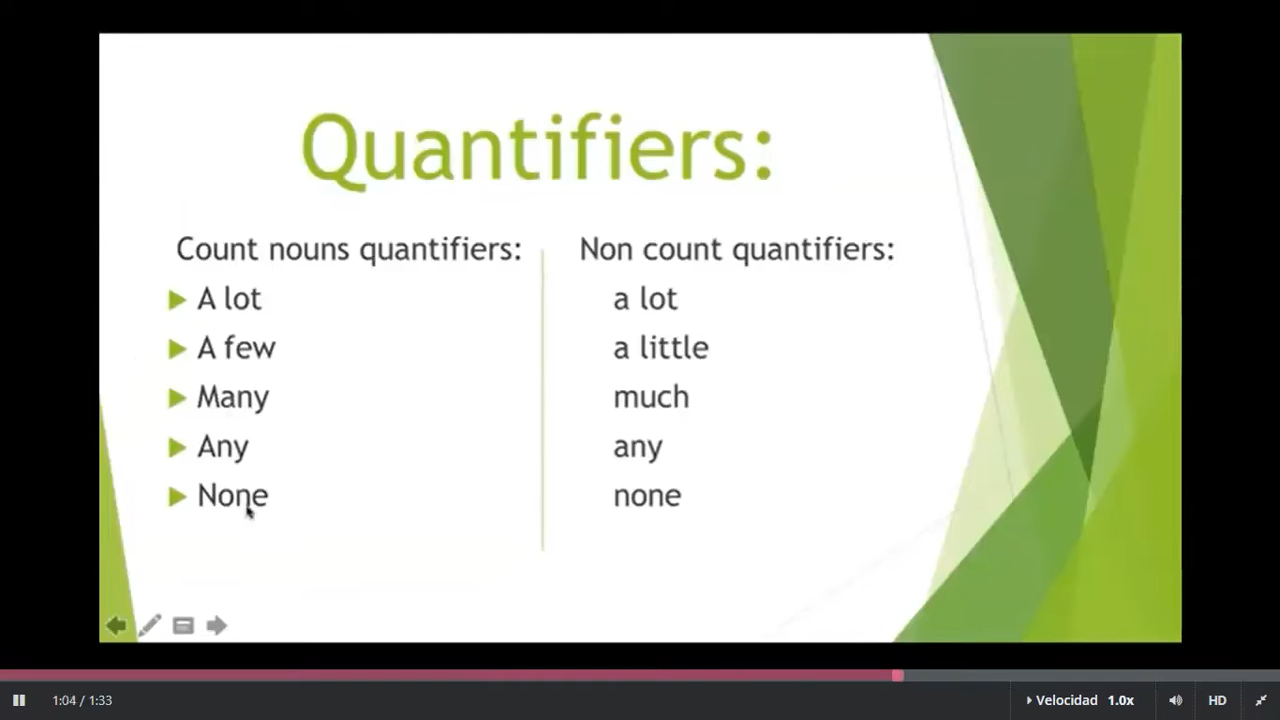 Quantifiers:
Count nouns quantifiers:
A lot
A few
Many
Any
None
Non count quantifiers:
a lot
a little
much
any
none
1:04 / 1:33
Velocidad 1.0x
HD